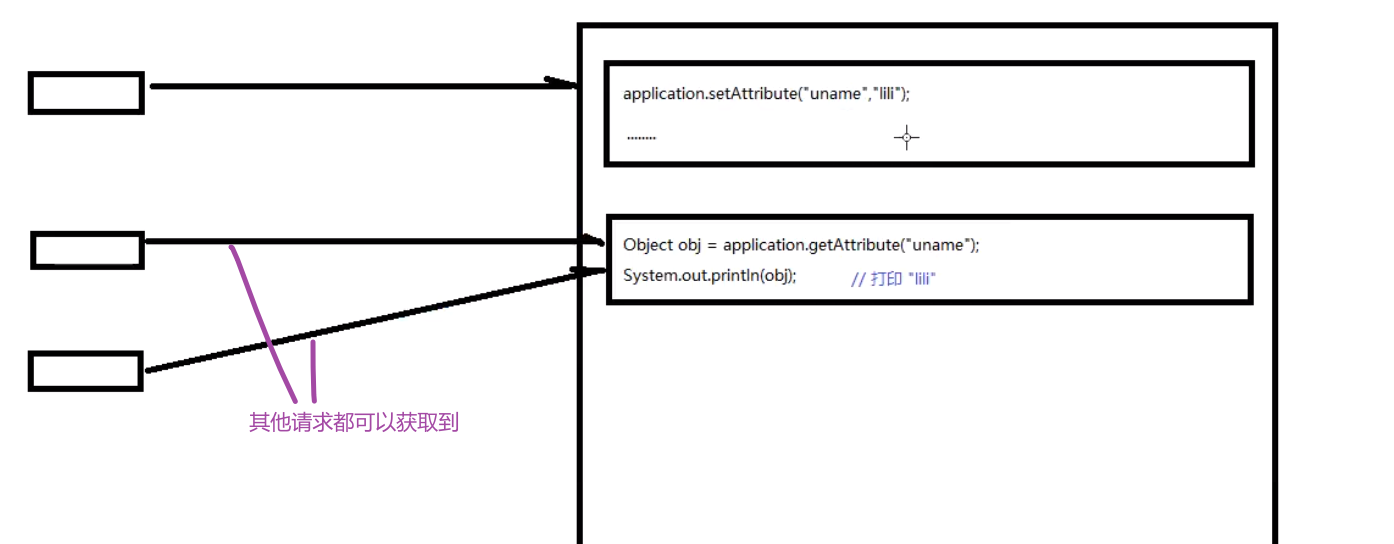 application.setAttribute("uname","lili");
........
Object obj = application.getAttribute("uname");
System.out.println(obj); // 打印 "lili"
其他请求都可以获取到